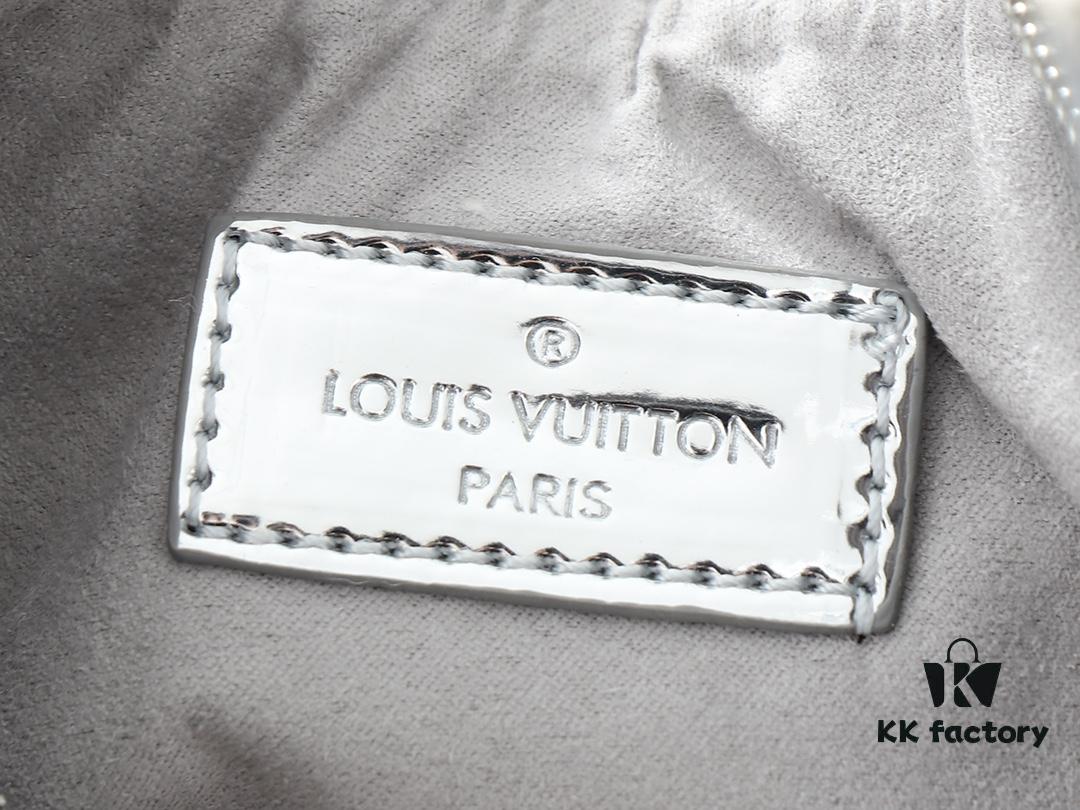 ®
LOUIS VUITTON
PARIS
KK factory